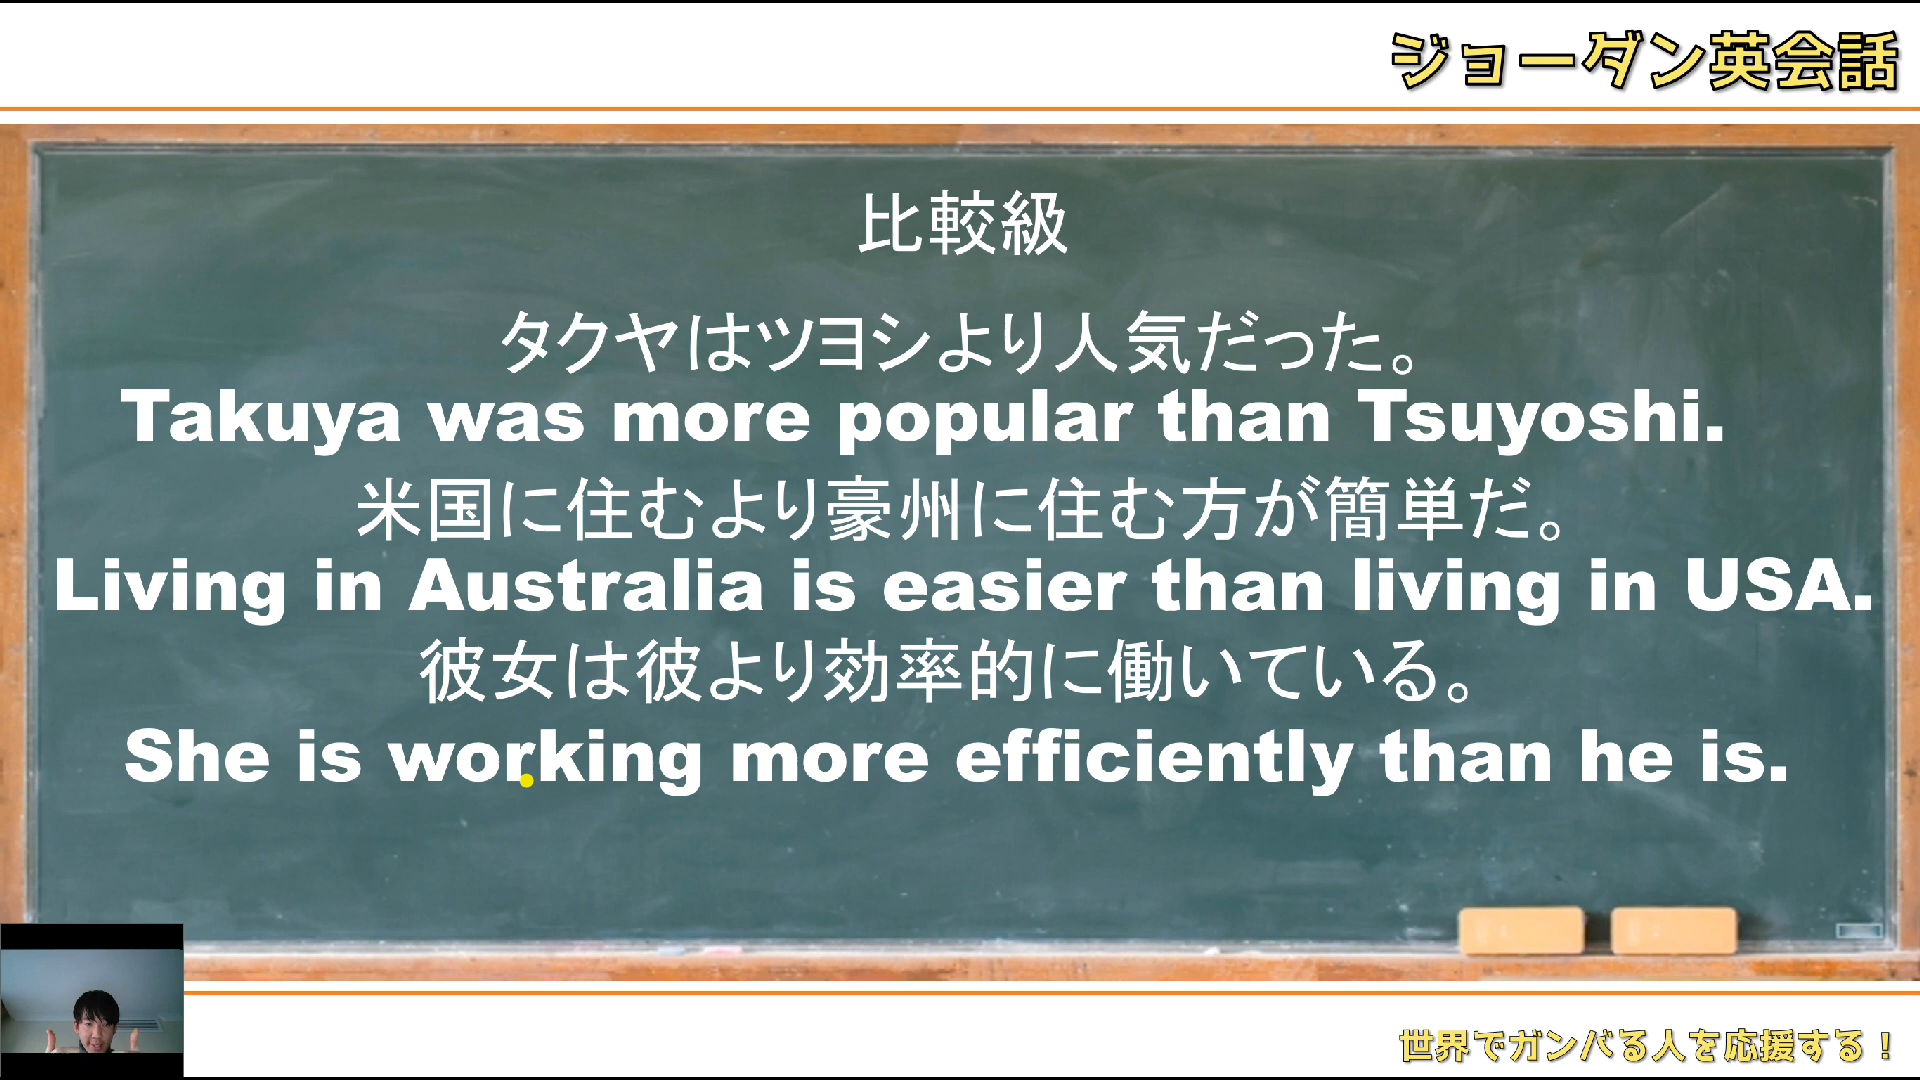 ジョーダン英会話
比較級
タクヤはツヨシより人気だった。
Takuya was more popular than Tsuyoshi.
米国に住むより豪州に住む方が簡単だ。
Living in Australia is easier than living in USA.
彼女は彼より効率的に働いている。
She is working more efficiently than he is.
世界でガンバる人を応援する！